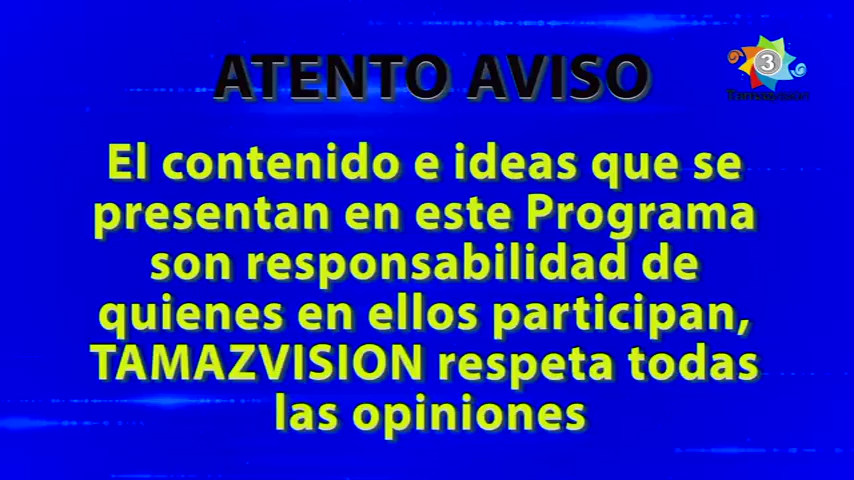 ATENTO AVISO
3
Tamazvision
El contenido e ideas que se
presentan en este Programa
son responsabilidad de
quienes en ellos participan,
TAMAZVISION respeta todas
las opiniones